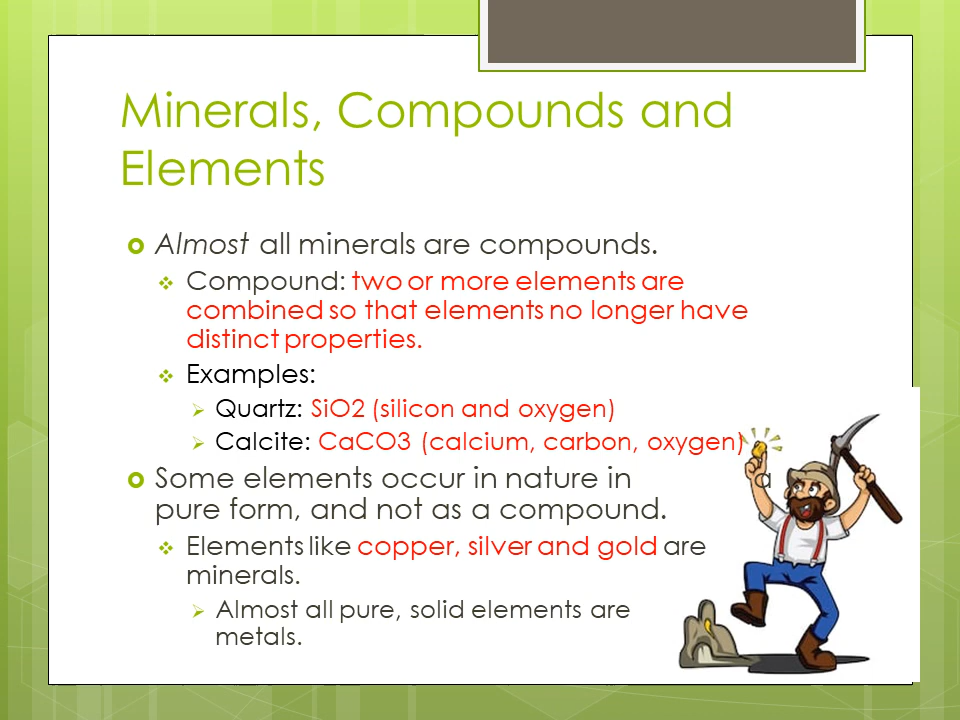 Minerals, Compounds and
Elements
Almost all minerals are compounds.
Compound: two or more elements are
combined so that elements no longer have
distinct properties.
Examples:
Quartz: SiO2 (silicon and oxygen)
Calcite: CaCO3 (calcium, carbon, oxygen)
Some elements occur in nature in a
pure form, and not as a compound.
Elements like copper, silver and gold are
minerals.
Almost all pure, solid elements are
metals.